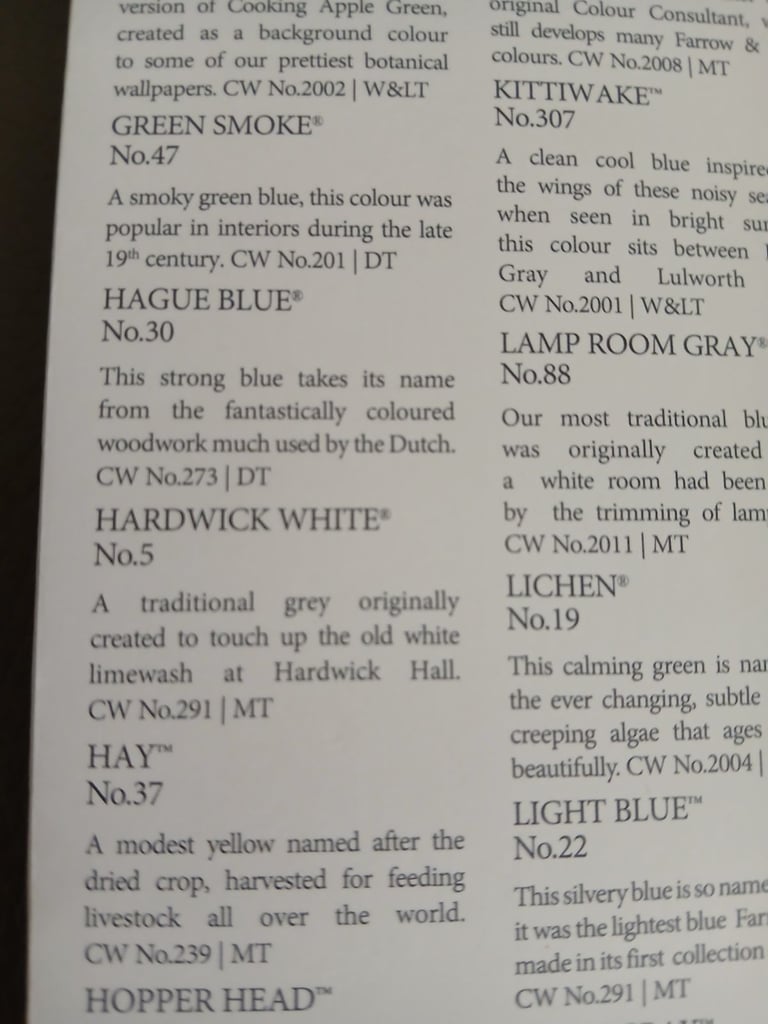 version of Cooking Apple Green,
created as a background colour
to some of our prettiest botanical
wallpapers. CW No.2002 | W&LT
GREEN SMOKE®
No.47
A smoky green blue, this colour was
popular in interiors during the late
19th century. CW No.201 | DT
HAGUE BLUE®
No.30
This strong blue takes its name
from the fantastically coloured
woodwork much used by the Dutch.
CW No.273 | DT
HARDWICK WHITE®
No.5
A traditional grey originally
created to touch up the old white
limewash at Hardwick Hall.
CW No.291 | MT
HAY™
No.37
A modest yellow named after the
dried crop, harvested for feeding
livestock all over the world.
CW No.239 | MT
HOPPER HEAD™
original Colour Consultant,
still develops many Farrow &
colours. CW No.2008 | MT
KITTIWAKE™
No.307
A clean cool blue
the wings of these noisy
when seen in bright
this colour sits between
Gray and Lulworth
CW No.2001 | W&LT
LAMP ROOM GRAY®
No.88
Our most traditional
was originally created
a white room had been
by the trimming of
CW No.2011 | MT
LICHEN®
No.19
This calming green is
the ever changing, subtle
creeping algae that ages
beautifully. CW No.2004 |
LIGHT BLUE™
No.22
This silvery blue is so
it was the lightest blue
made in its first collection
CW No.291 | MT